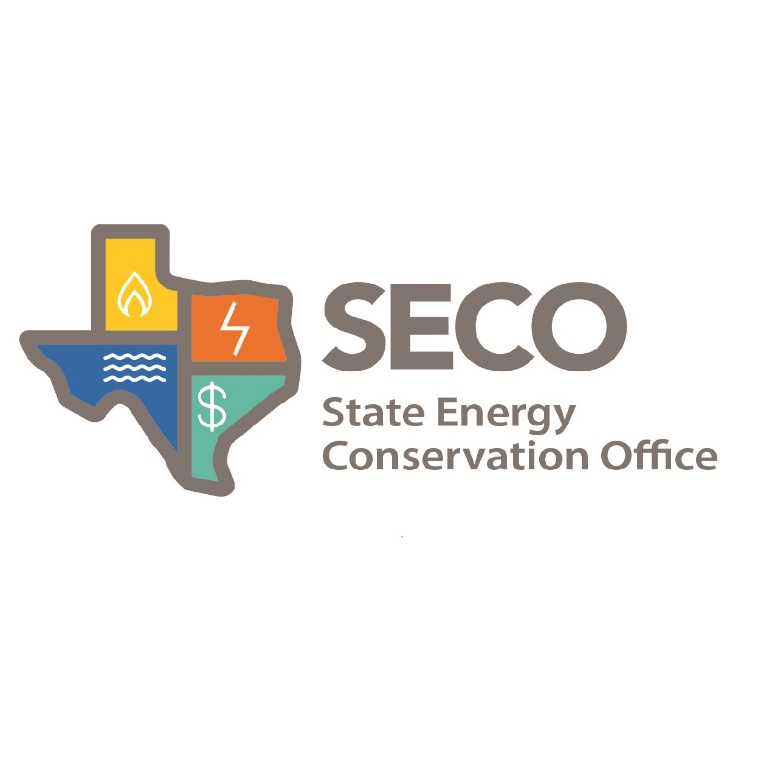 $
SECO
State Energy
Conservation Office